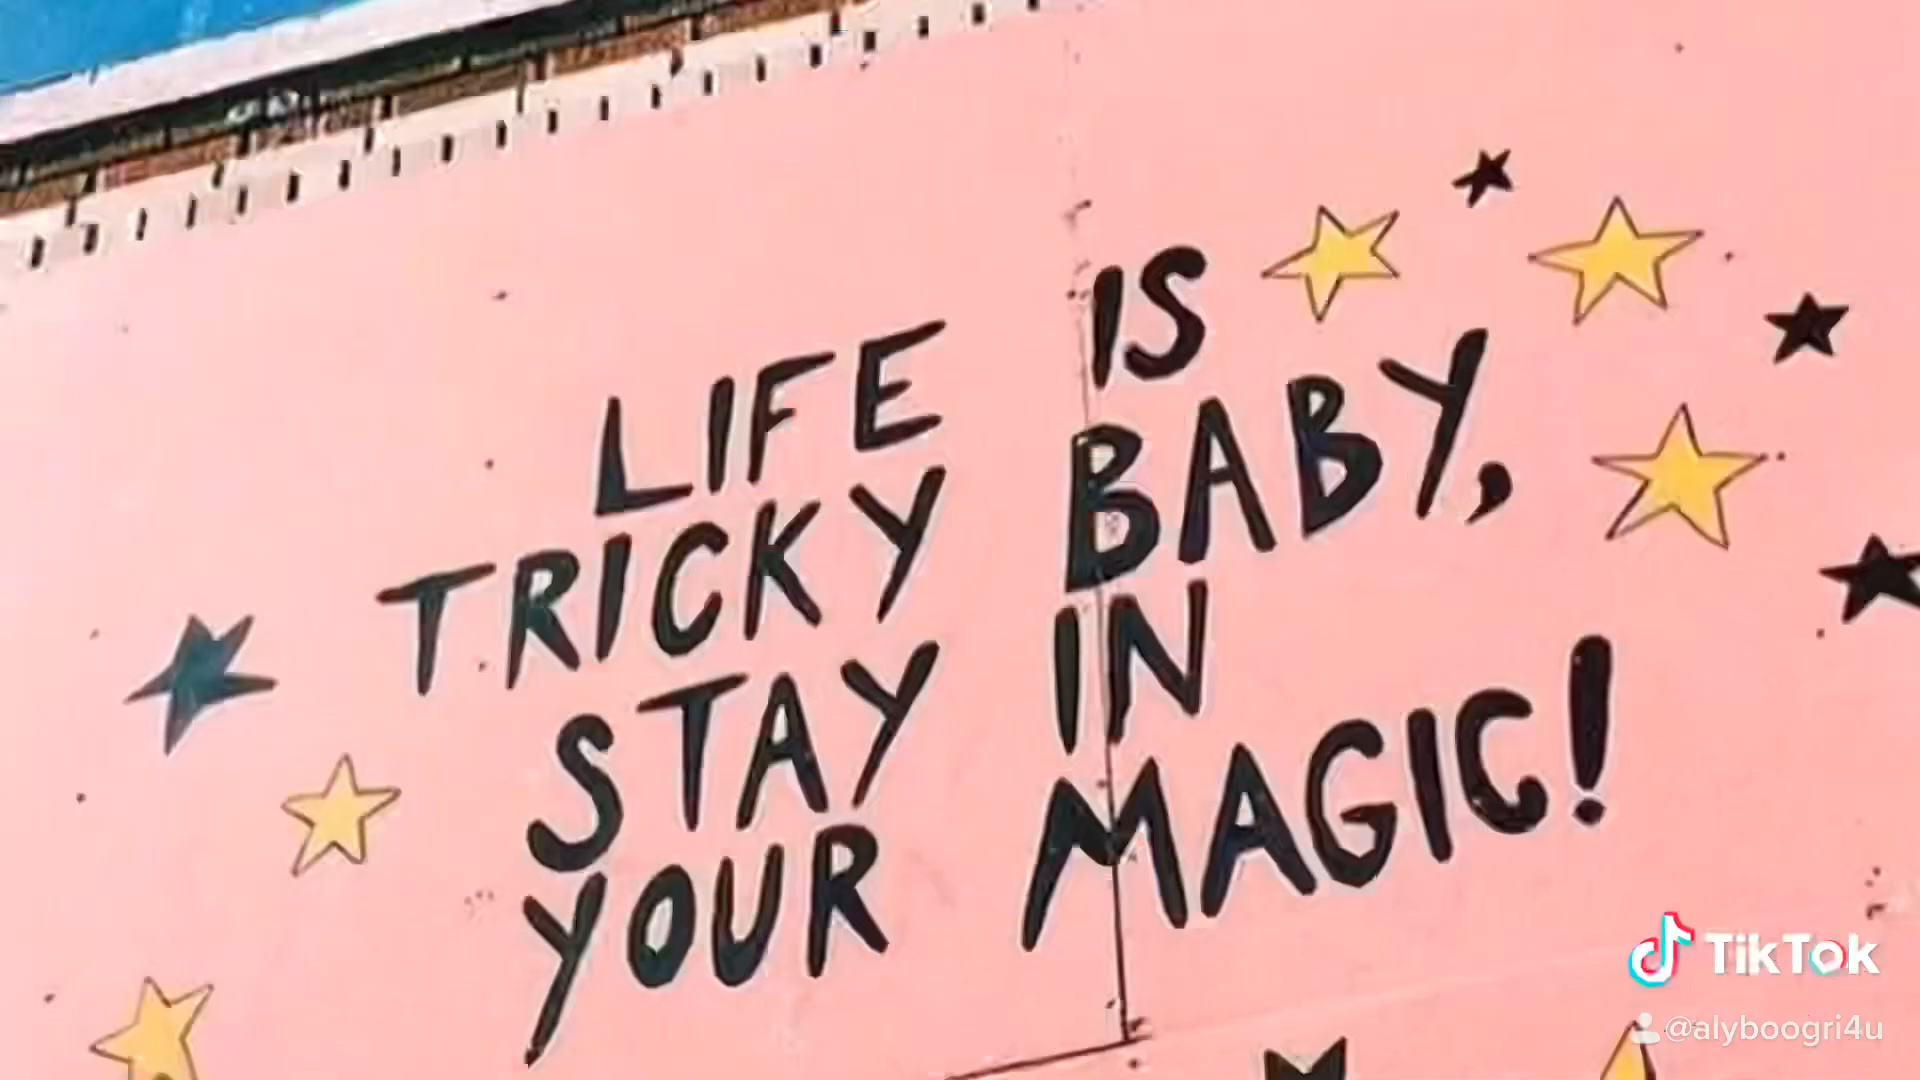 LIFE IS
TRICKY BABY,
STAY IN
YOUR MAGIC!
TikTok
@alyboogri4u